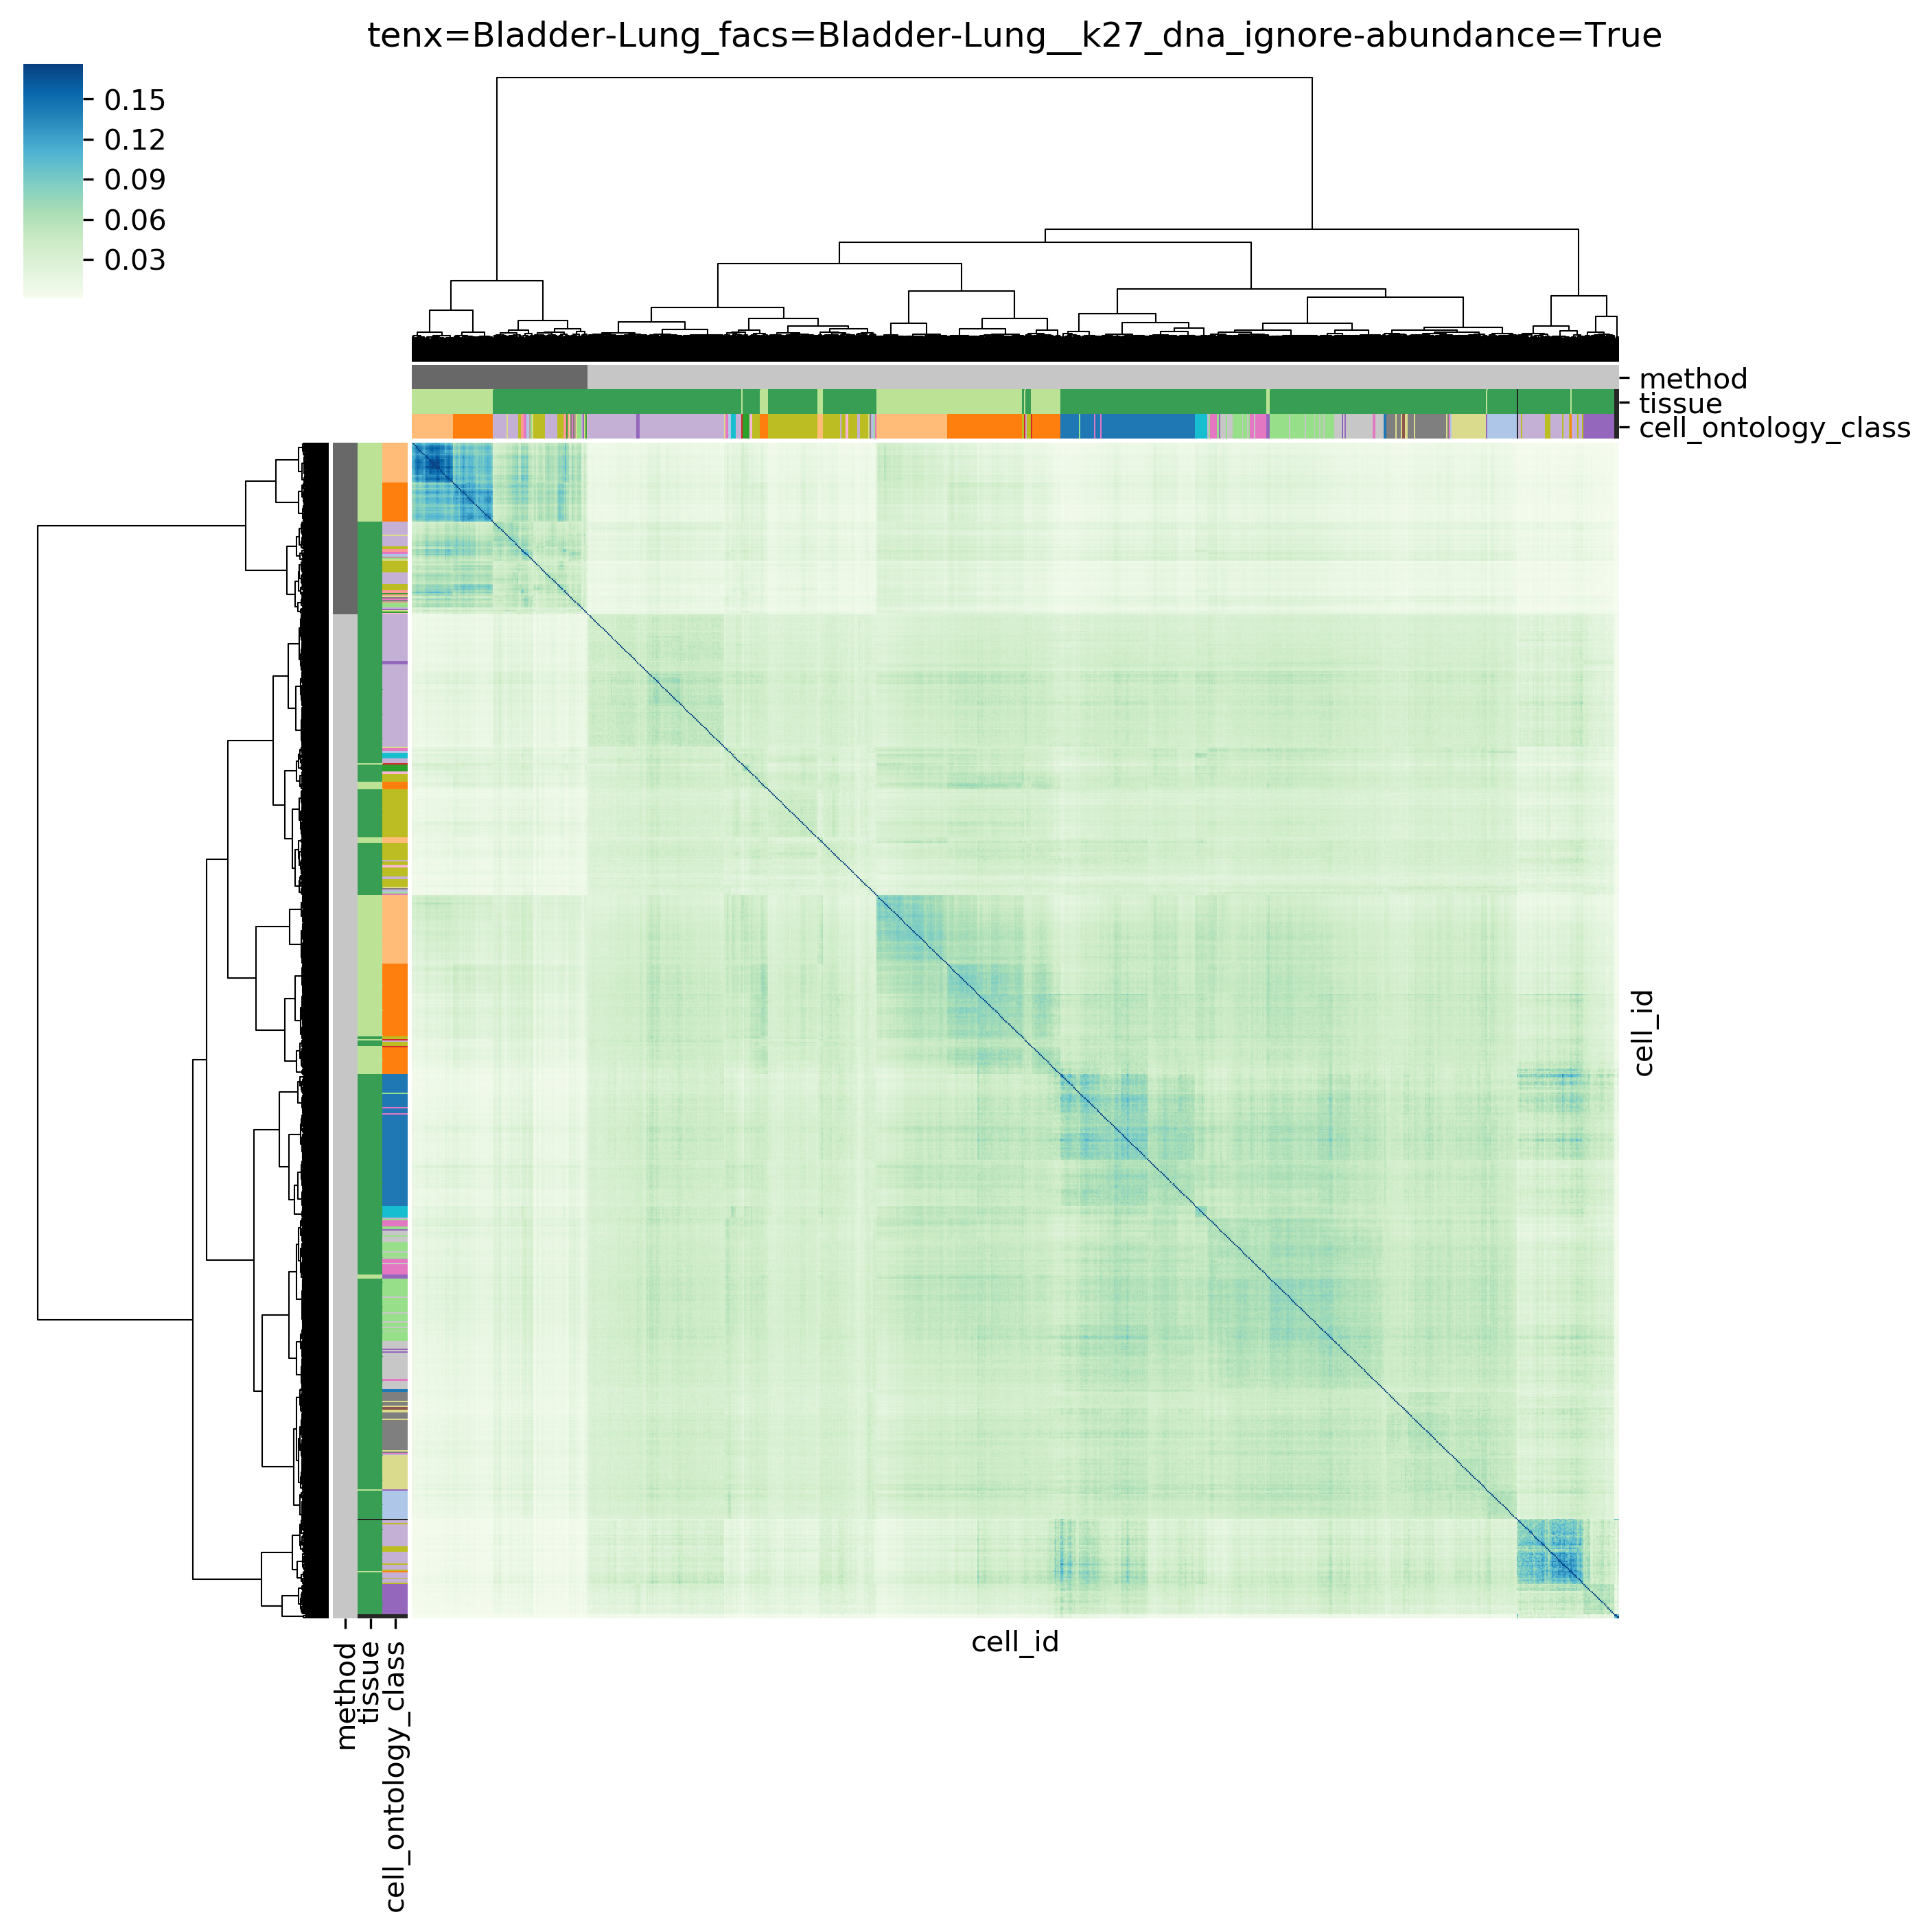 tenx=Bladder-Lung_facs=Bladder-Lung__k27_dna_ignore-abundance=True
0.15
0.12
0.09
0.06
0.03
method
tissue
cell_ontology_class
cell_id
cell_id
method
tissue
cell_ontology_class